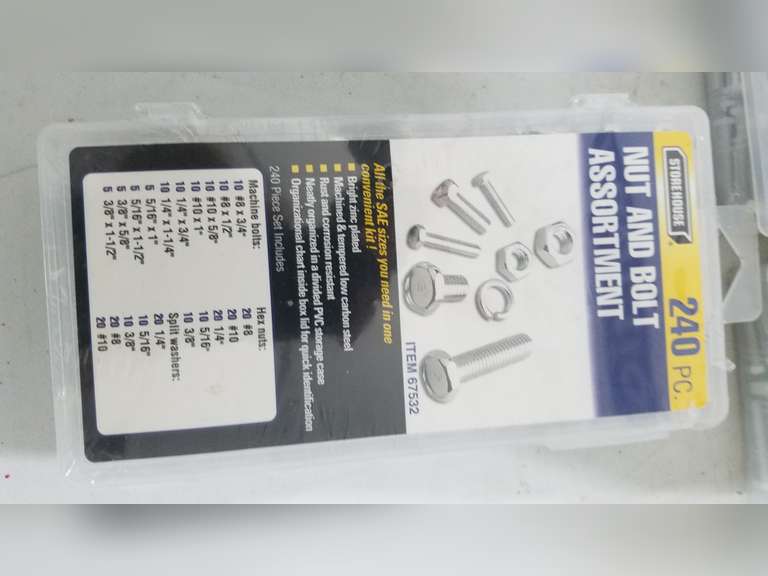 STOREHOUSE®
240 PC.
NUT AND BOLT
ASSORTMENT
ITEM 67532
All the SAE sizes you need in one
convenient kit!
■ Bright zinc plated
■ Machined & tempered low carbon steel
■ Rust and corrosion resistant
■ Neatly organized in a divided PVC storage case
■ Organizational chart inside box lid for quick identification
240 Piece Set Includes
Machine bolts:
10 #8 x 3/4"
10 #8 x 1/2"
10 #10 x 5/8"
10 #10 x 1"
10 1/4" x 3/4"
10 1/4" x 1-1/4"
5 5/16" x 1"
5 5/16" x 1-1/2"
5 3/8" x 5/8"
5 3/8" x 1-1/2"
Hex nuts:
20 #8
20 #10
20 1/4"
10 5/16"
10 3/8"
Split washers:
20 1/4"
10 5/16"
10 3/8"
20 #8
20 #10